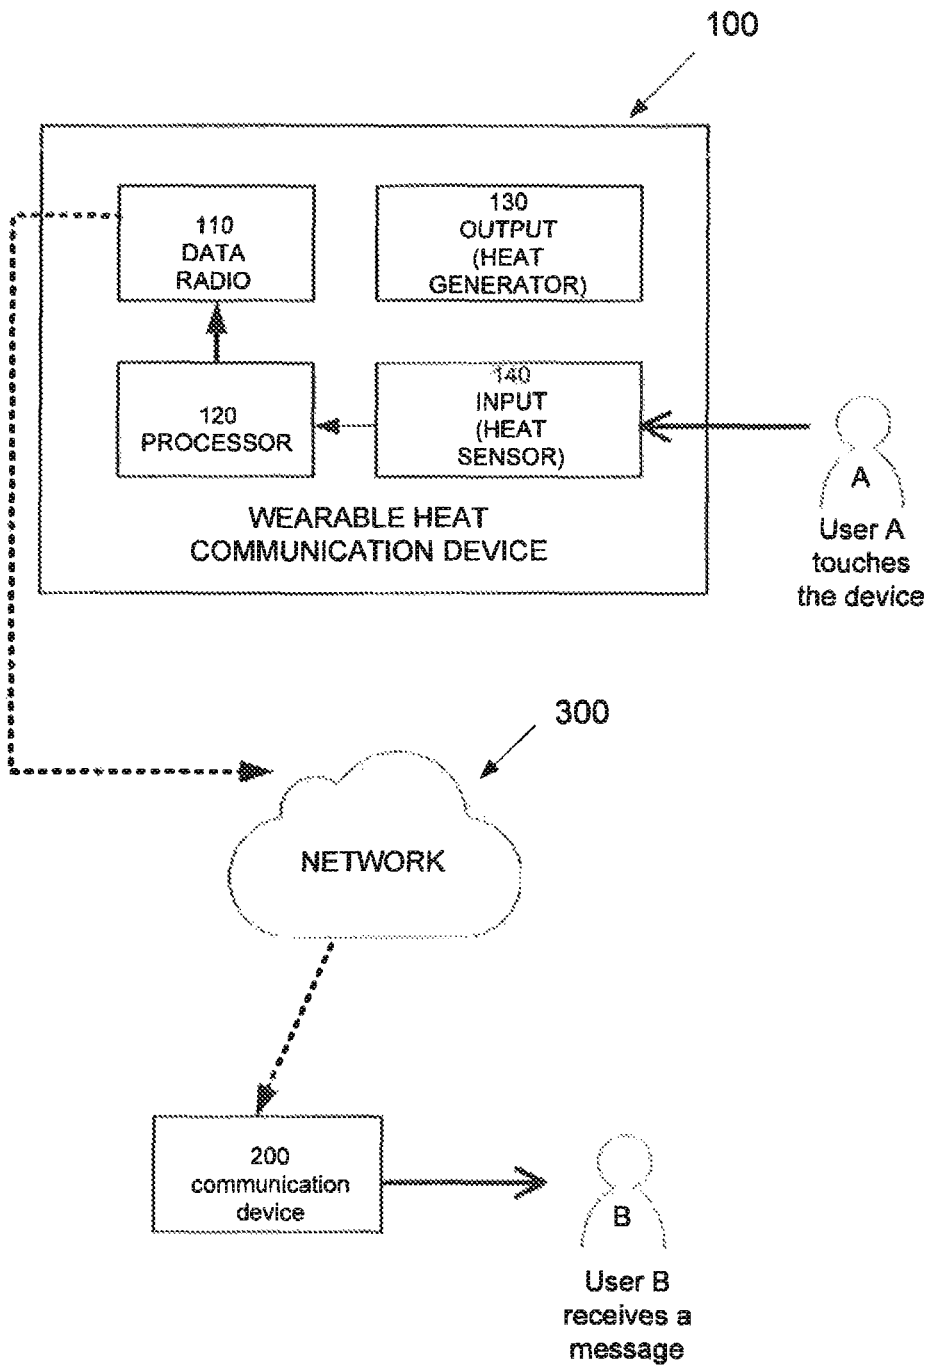 100
110
DATA
RADIO
130
OUTPUT
(HEAT
GENERATOR)
120
PROCESSOR
140
INPUT
(HEAT
SENSOR)
WEARABLE HEAT
COMMUNICATION DEVICE
A
User A
touches
the device
300
NETWORK
200
communication
device
B
User B
receives a
message